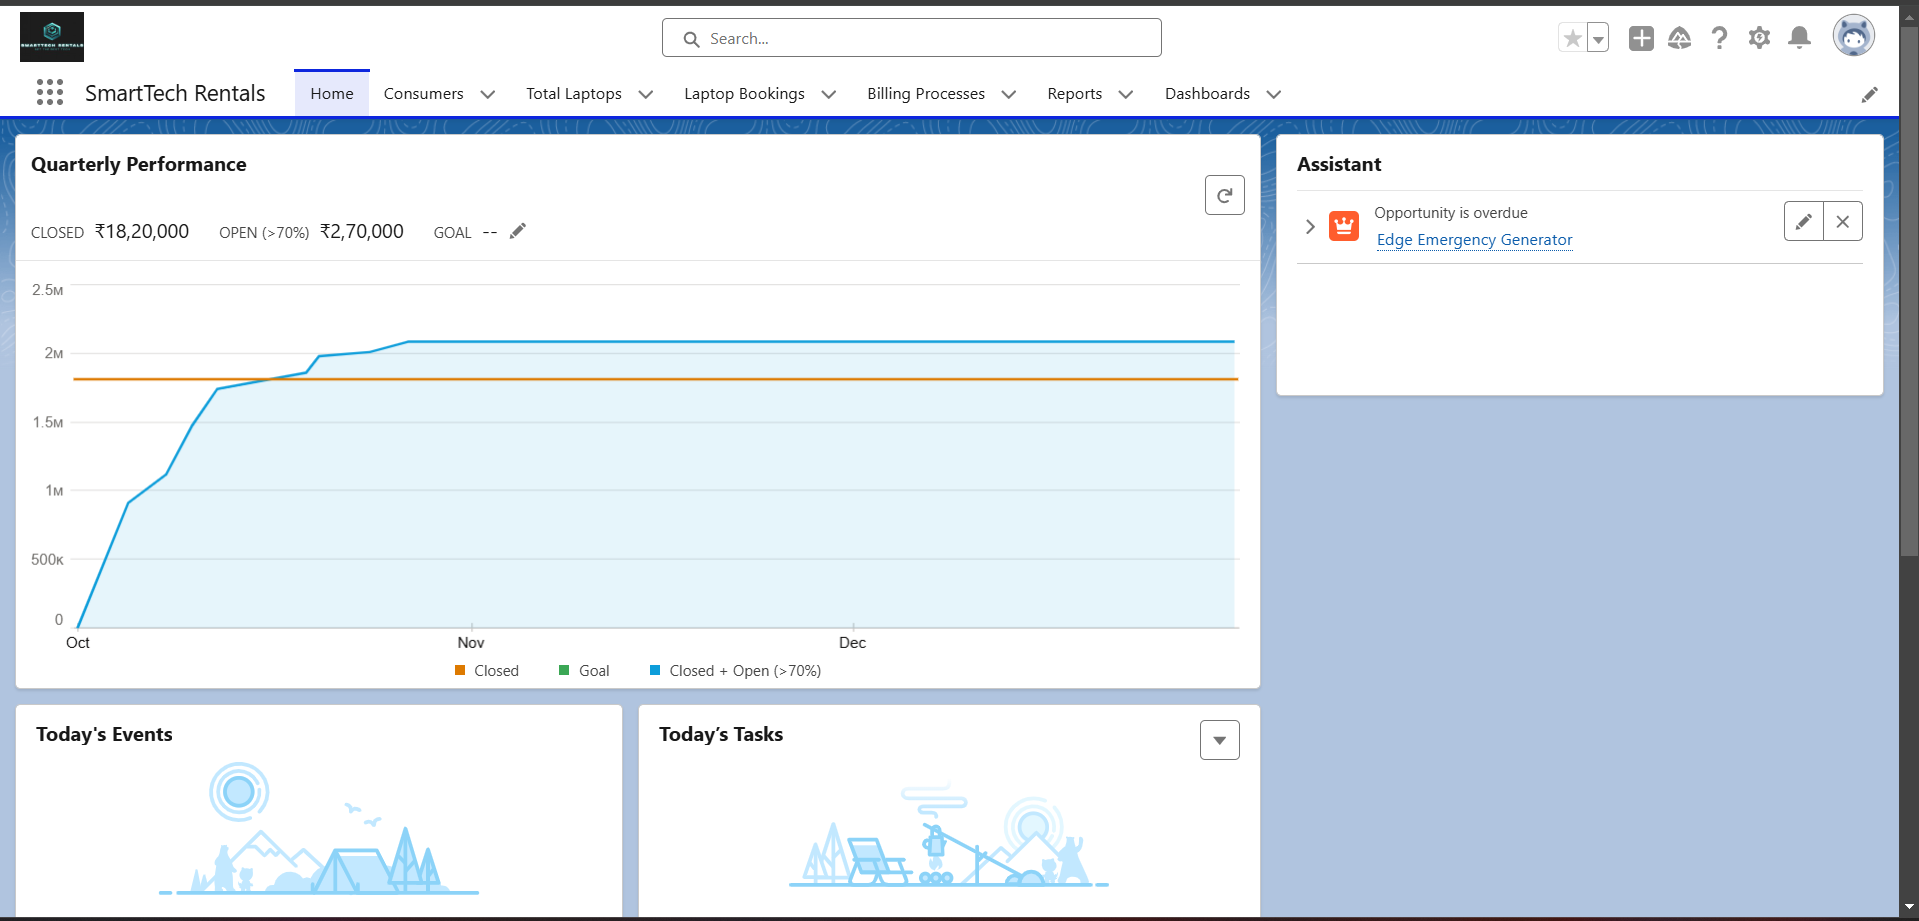 SMARTTECH RENTALS
Search...
SmartTech Rentals
Home
Consumers
Total Laptops
Laptop Bookings
Billing Processes
Reports
Dashboards
Quarterly Performance
CLOSED ₹18,20,000 OPEN (>70%) ₹2,70,000 GOAL --
2.5M
2M
1.5M
1M
500K
0
Oct Nov Dec
Closed Goal Closed + Open (>70%)
Assistant
Opportunity is overdue
Edge Emergency Generator
Today's Events
Today’s Tasks